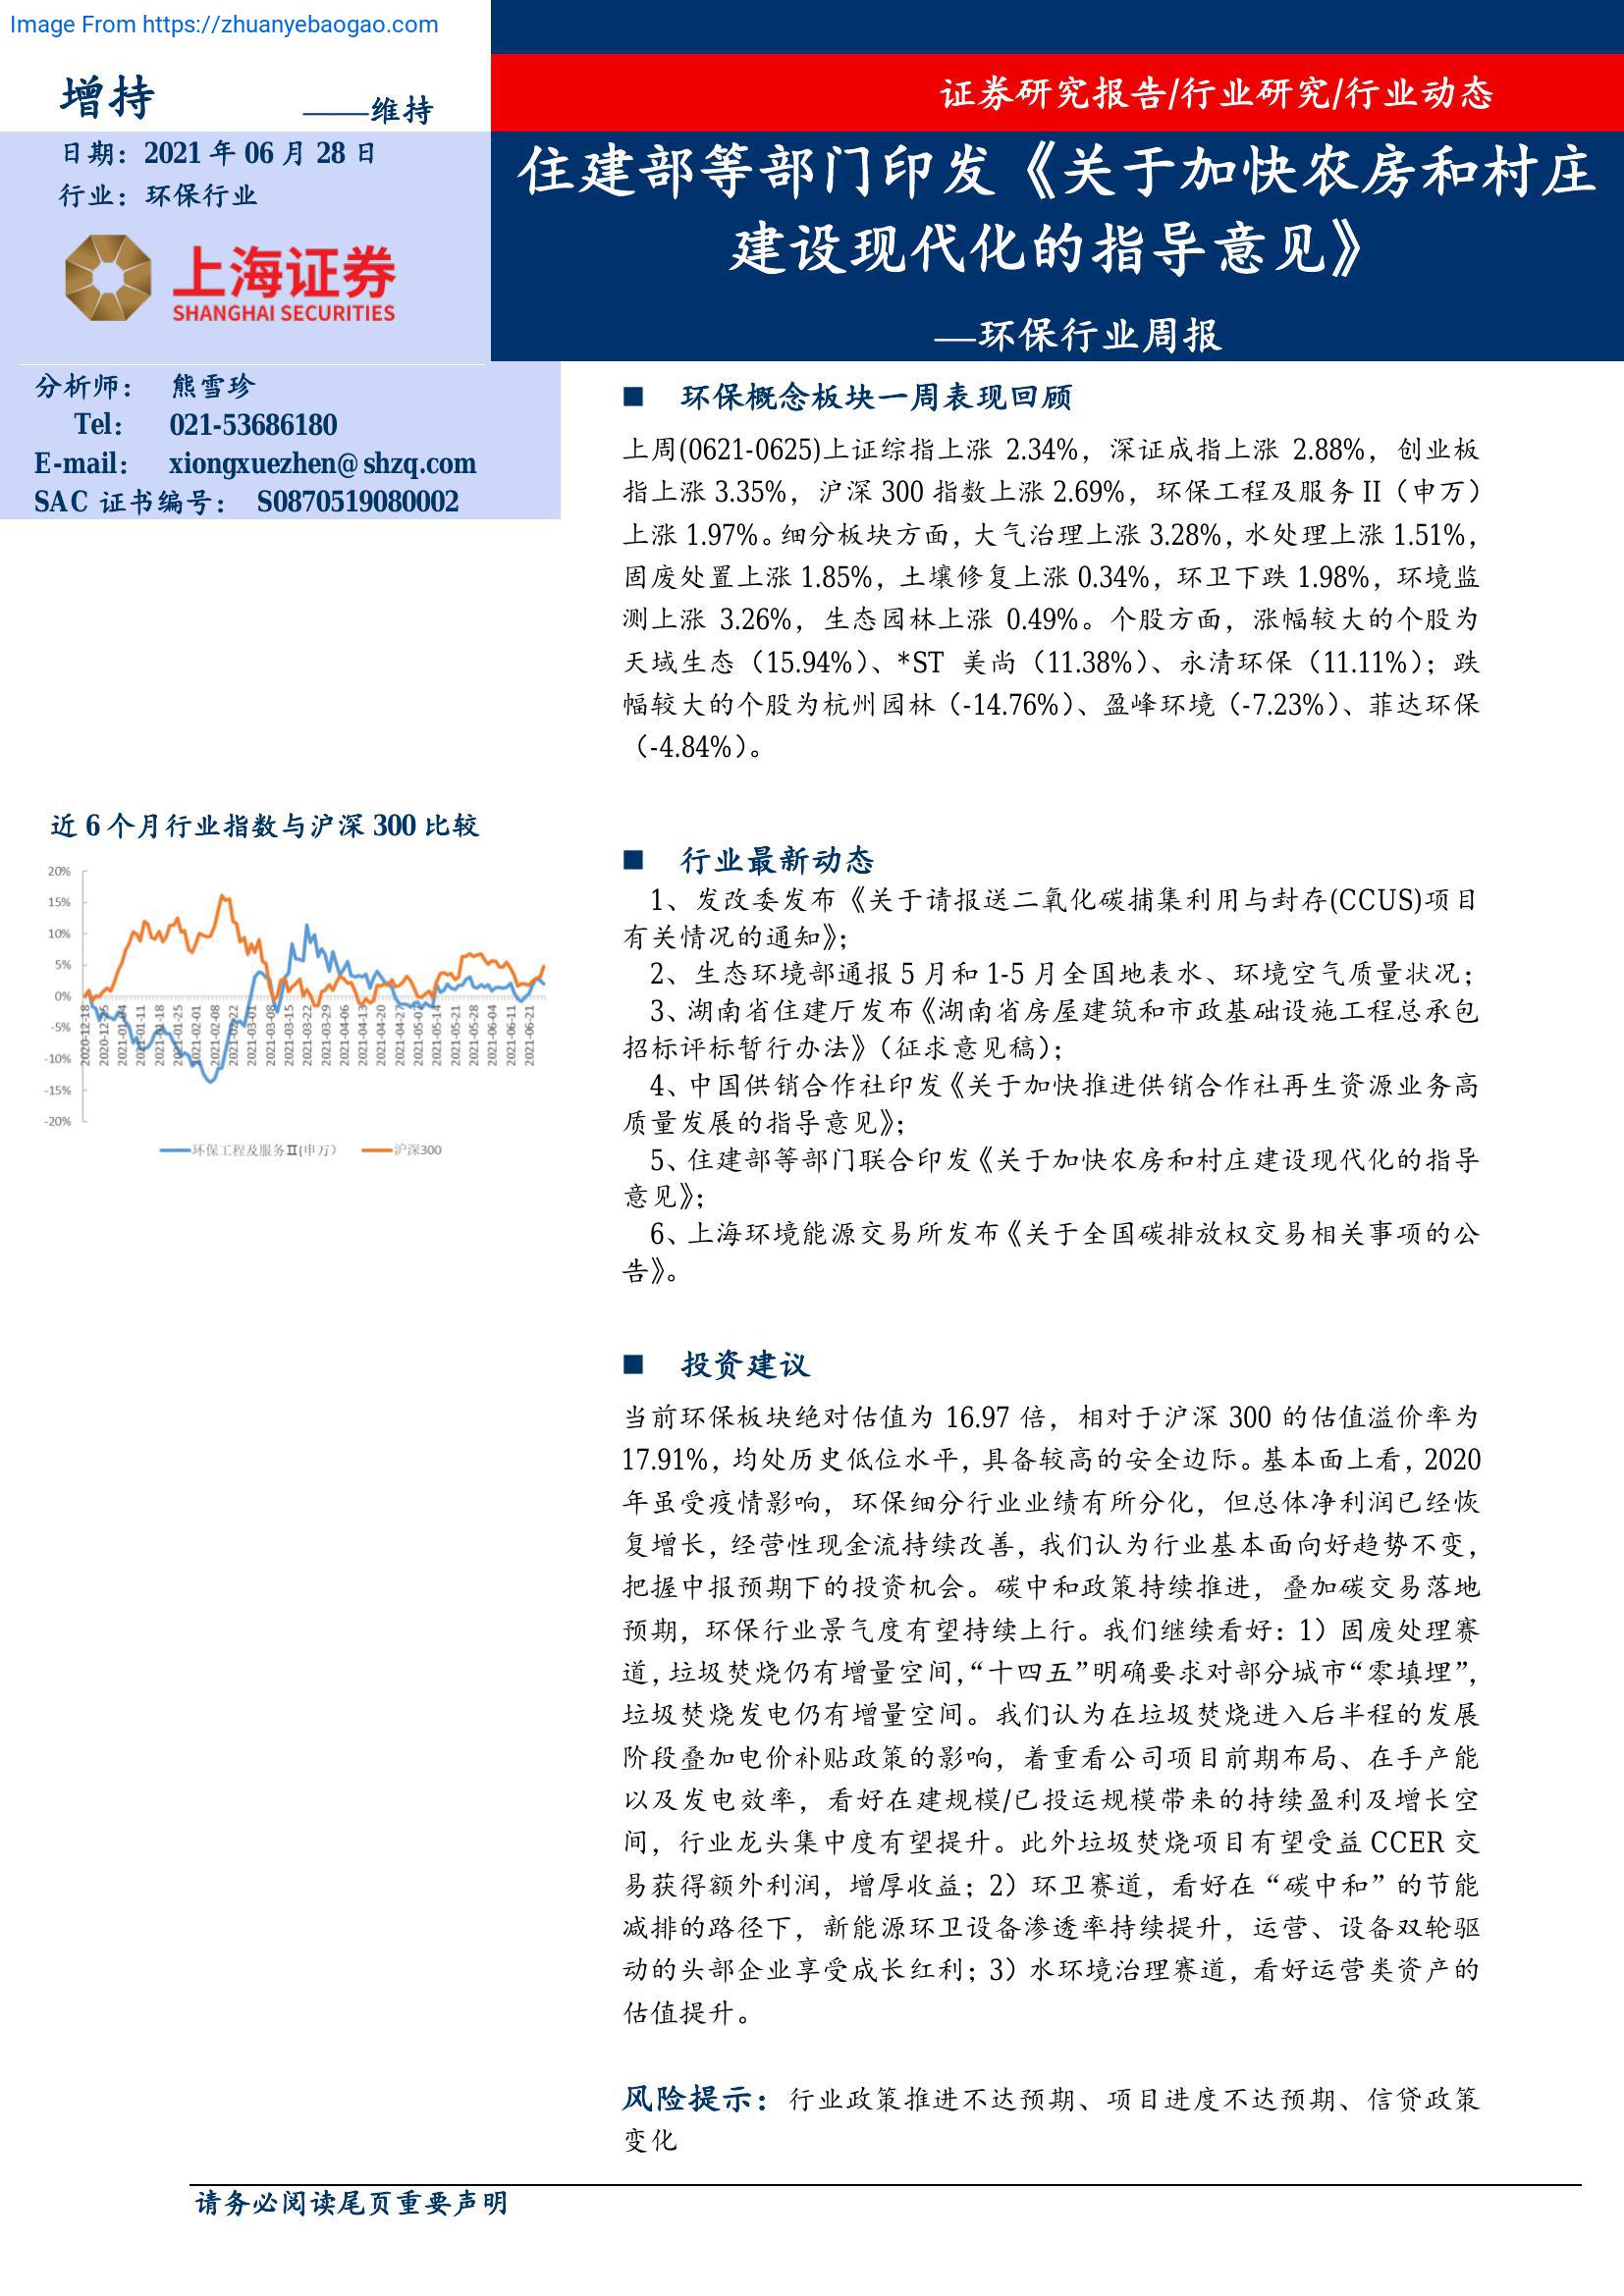 Image From https://zhuanyebaogao.com
增持 ——维持
日期：2021 年 06 月 28 日
行业：环保行业
上海证券
SHANGHAI SECURITIES
分析师： 熊雪珍
Tel： 021-53686180
E-mail： xiongxuezhen@shzq.com
SAC 证书编号： S0870519080002
证券研究报告/行业研究/行业动态
住建部等部门印发《关于加快农房和村庄
建设现代化的指导意见》
—环保行业周报
近 6 个月行业指数与沪深 300 比较
20%
15%
10%
5%
0%
-5%
-10%
-15%
-20%
2020-12-18
2020-12-25
2021-01-04
2021-01-11
2021-01-18
2021-01-25
2021-02-01
2021-02-08
2021-02-22
2021-03-01
2021-03-08
2021-03-15
2021-03-22
2021-03-29
2021-04-06
2021-04-13
2021-04-20
2021-04-27
2021-05-07
2021-05-14
2021-05-21
2021-05-28
2021-06-04
2021-06-11
2021-06-21
环保工程及服务Ⅱ(申万) 沪深300
■ 环保概念板块一周表现回顾
上周(0621-0625)上证综指上涨 2.34%，深证成指上涨 2.88%，创业板
指上涨 3.35%，沪深 300 指数上涨 2.69%，环保工程及服务 II（申万）
上涨 1.97%。细分板块方面，大气治理上涨 3.28%，水处理上涨 1.51%，
固废处置上涨 1.85%，土壤修复上涨 0.34%，环卫下跌 1.98%，环境监
测上涨 3.26%，生态园林上涨 0.49%。个股方面，涨幅较大的个股为
天域生态（15.94%）、*ST 美尚（11.38%）、永清环保（11.11%）；跌
幅较大的个股为杭州园林（-14.76%）、盈峰环境（-7.23%）、菲达环保
（-4.84%）。
■ 行业最新动态
1、发改委发布《关于请报送二氧化碳捕集利用与封存(CCUS)项目
有关情况的通知》；
2、生态环境部通报 5 月和 1-5 月全国地表水、环境空气质量状况；
3、湖南省住建厅发布《湖南省房屋建筑和市政基础设施工程总承包
招标评标暂行办法》（征求意见稿）；
4、中国供销合作社印发《关于加快推进供销合作社再生资源业务高
质量发展的指导意见》；
5、住建部等部门联合印发《关于加快农房和村庄建设现代化的指导
意见》；
6、上海环境能源交易所发布《关于全国碳排放权交易相关事项的公
告》。
■ 投资建议
当前环保板块绝对估值为 16.97 倍，相对于沪深 300 的估值溢价率为
17.91%，均处历史低位水平，具备较高的安全边际。基本面上看，2020
年虽受疫情影响，环保细分行业业绩有所分化，但总体净利润已经恢
复增长，经营性现金流持续改善，我们认为行业基本面向好趋势不变，
把握中报预期下的投资机会。碳中和政策持续推进，叠加碳交易落地
预期，环保行业景气度有望持续上行。我们继续看好：1）固废处理赛
道，垃圾焚烧仍有增量空间，“十四五”明确要求对部分城市“零填埋”，
垃圾焚烧发电仍有增量空间。我们认为在垃圾焚烧进入后半程的发展
阶段叠加电价补贴政策的影响，着重看公司项目前期布局、在手产能
以及发电效率，看好在建规模/已投运规模带来的持续盈利及增长空
间，行业龙头集中度有望提升。此外垃圾焚烧项目有望受益 CCER 交
易获得额外利润，增厚收益；2）环卫赛道，看好在“碳中和”的节能
减排的路径下，新能源环卫设备渗透率持续提升，运营、设备双轮驱
动的头部企业享受成长红利；3）水环境治理赛道，看好运营类资产的
估值提升。
风险提示：行业政策推进不达预期、项目进度不达预期、信贷政策
变化
请务必阅读尾页重要声明